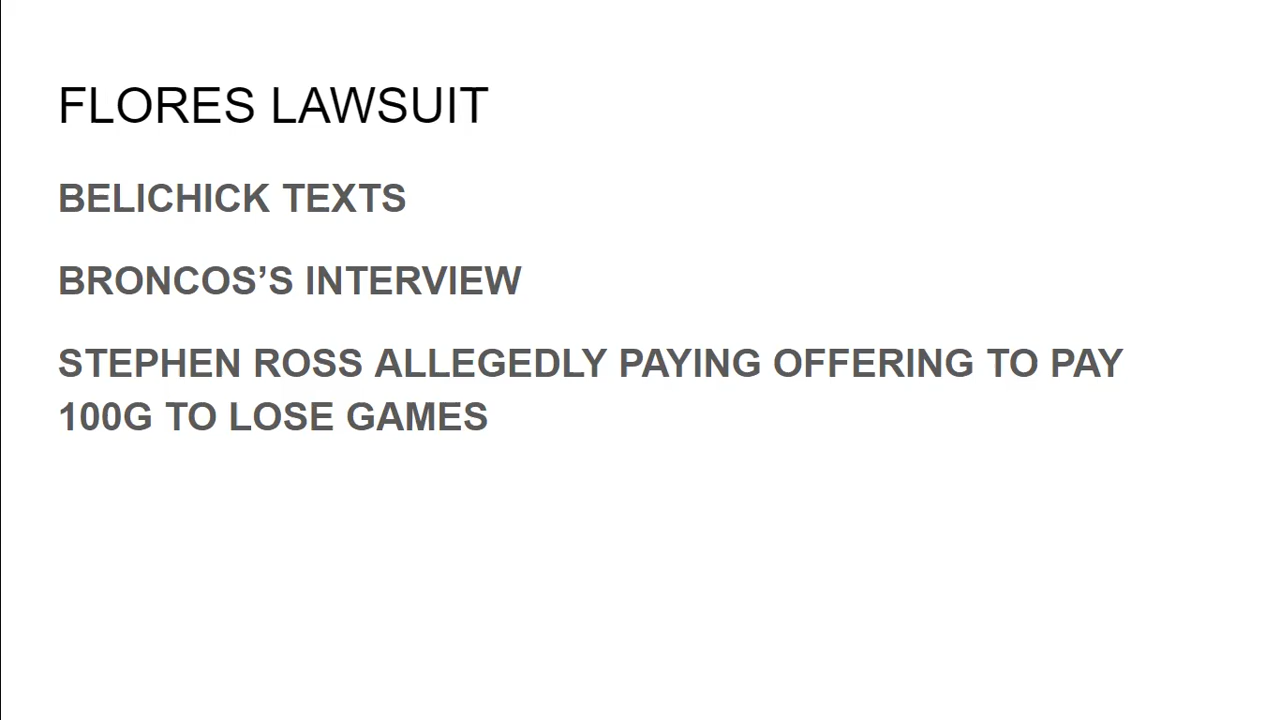 FLORES LAWSUIT
BELICHICK TEXTS
BRONCOS’S INTERVIEW
STEPHEN ROSS ALLEGEDLY PAYING OFFERING TO PAY
100G TO LOSE GAMES